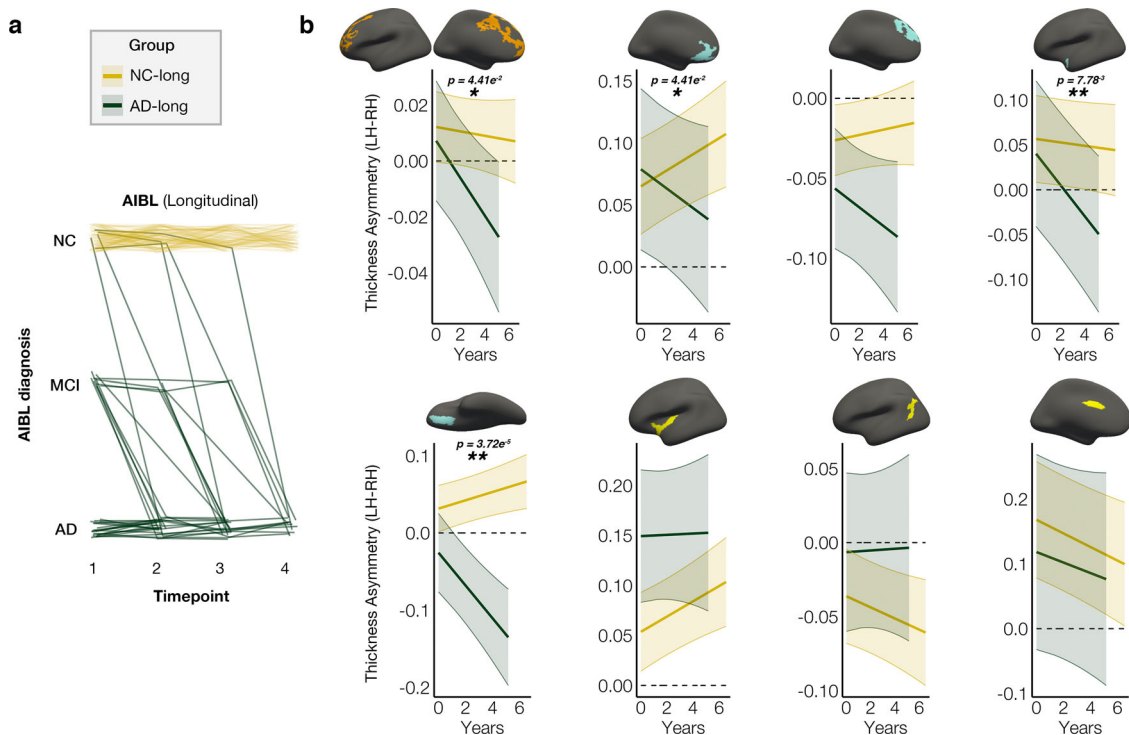 a
Group
NC-long
AD-long
AIBL (Longitudinal)
NC
MCI
AD
AIBL diagnosis
1 2 3 4
Timepoint
b
p = 4.41e-2
*
0.02
0.00
-0.02
-0.04
Thickness Asymmetry (LH-RH)
0 2 4 6
Years
p = 4.41e-2
*
0.15
0.10
0.05
0.00
0 2 4 6
Years
0.00
-0.05
-0.10
0 2 4 6
Years
p = 7.78-3
**
0.10
0.05
0.00
-0.05
-0.10
0 2 4 6
Years
p = 3.72e-5
**
0.1
0.0
-0.1
-0.2
Thickness Asymmetry (LH-RH)
0 2 4 6
Years
0.20
0.15
0.10
0.05
0.00
0 2 4 6
Years
0.05
0.00
-0.05
-0.10
0 2 4 6
Years
0.2
0.1
0.0
-0.1
0 2 4 6
Years